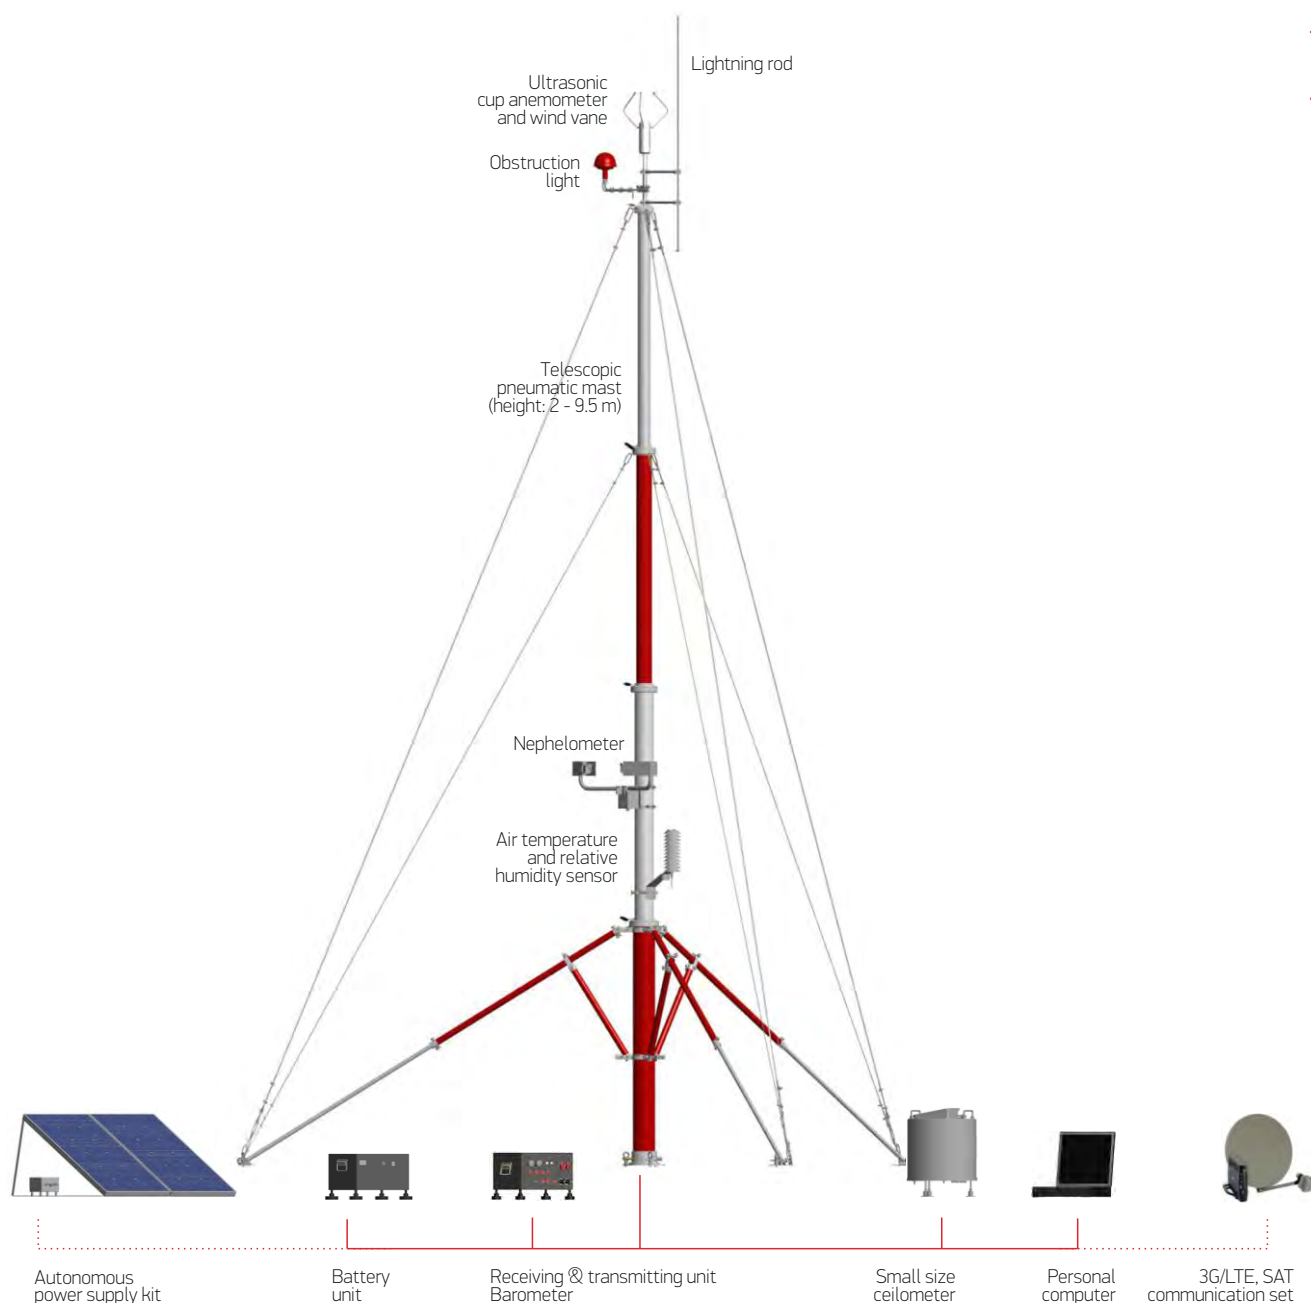 Lightning rod
Ultrasonic
cup anemometer
and wind vane
Obstruction
light
Telescopic
pneumatic mast
(height: 2 - 9.5 m)
Nephelometer
Air temperature
and relative
humidity sensor
Autonomous
power supply kit
Battery
unit
Receiving & transmitting unit
Barometer
Small size
ceilometer
Personal
computer
3G/LTE, SAT
communication set